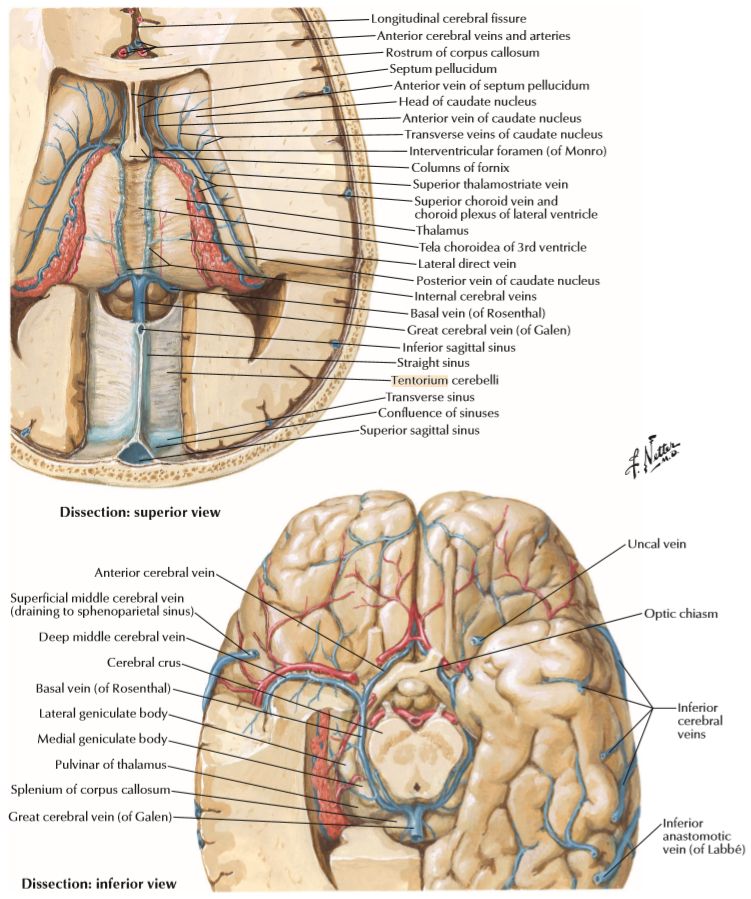 Longitudinal cerebral fissure
Anterior cerebral veins and arteries
Rostrum of corpus callosum
Septum pellucidum
Anterior vein of septum pellucidum
Head of caudate nucleus
Anterior vein of caudate nucleus
Transverse veins of caudate nucleus
Interventricular foramen (of Monro)
Columns of fornix
Superior thalamostriate vein
Superior choroid vein and
choroid plexus of lateral ventricle
Thalamus
Tela choroidea of 3rd ventricle
Lateral direct vein
Posterior vein of caudate nucleus
Internal cerebral veins
Basal vein (of Rosenthal)
Great cerebral vein (of Galen)
Inferior sagittal sinus
Straight sinus
Tentorium cerebelli
Transverse sinus
Confluence of sinuses
Superior sagittal sinus
F. Netter
M.D.
Dissection: superior view
Uncal vein
Anterior cerebral vein
Superficial middle cerebral vein
(draining to sphenoparietal sinus)
Optic chiasm
Deep middle cerebral vein
Cerebral crus
Basal vein (of Rosenthal)
Lateral geniculate body
Medial geniculate body
Pulvinar of thalamus
Splenium of corpus callosum
Great cerebral vein (of Galen)
Inferior
cerebral
veins
Inferior
anastomotic
vein (of Labbé)
Dissection: inferior view